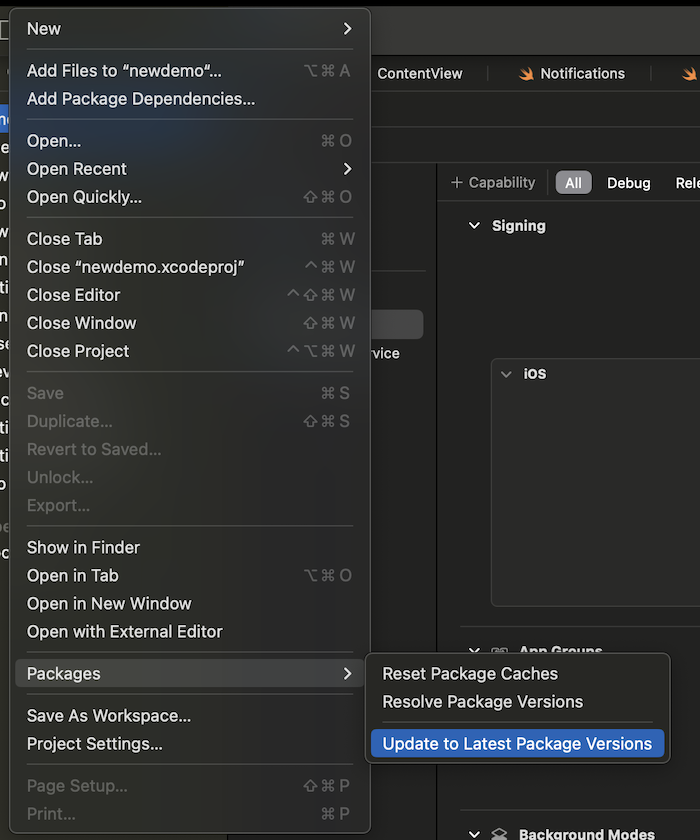 New
Add Files to “newdemo“... ⌥⌘A
Add Package Dependencies...
Open... ⌘O
Open Recent
Open Quickly... ⇧⌘O
Close Tab ⌘W
Close “newdemo.xcodeproj” ^⌘W
Close Editor ^⇧⌘W
Close Window ⇧⌘W
Close Project ^⌥⌘W
Save ⌘S
Duplicate... ⇧⌘S
Revert to Saved...
Unlock...
Export...
Show in Finder
Open in Tab ⌥⌘O
Open in New Window
Open with External Editor
Packages
Save As Workspace...
Project Settings...
Page Setup... ⇧⌘P
Print... ⌘P
Reset Package Caches
Resolve Package Versions
Update to Latest Package Versions
ContentView
Notifications
+ Capability
All
Debug
Signing
iOS
App Groups
Background Modes